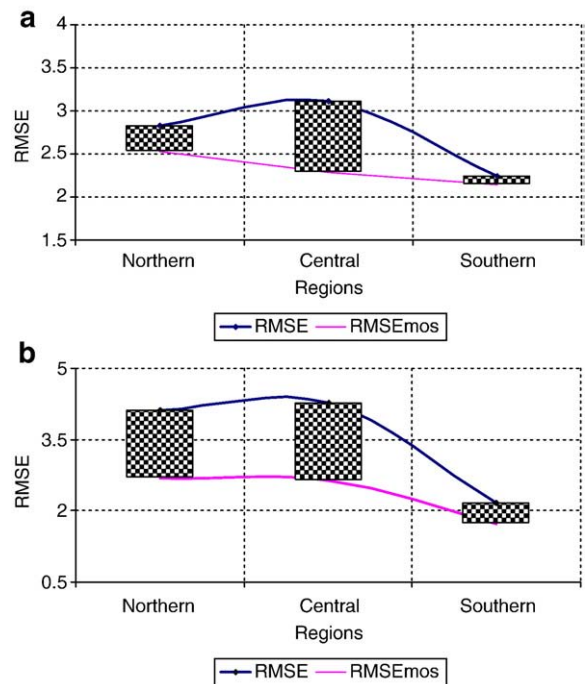 a
4
3.5
3
2.5
2
1.5
RMSE
Northern Central Southern
Regions
RMSE RMSEmos
b
5
3.5
2
0.5
RMSE
Northern Central Southern
Regions
RMSE RMSEmos